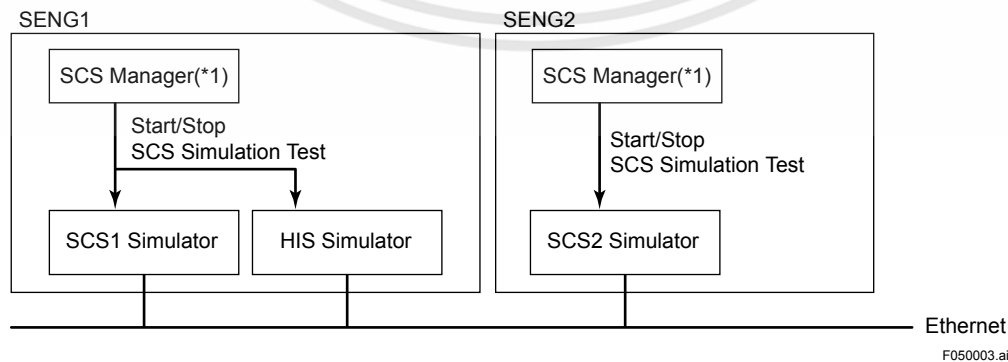 SENG1
SENG2
SCS Manager(*1)
SCS Manager(*1)
Start/Stop
SCS Simulation Test
Start/Stop
SCS Simulation Test
SCS1 Simulator
HIS Simulator
SCS2 Simulator
Ethernet
F050003.ai